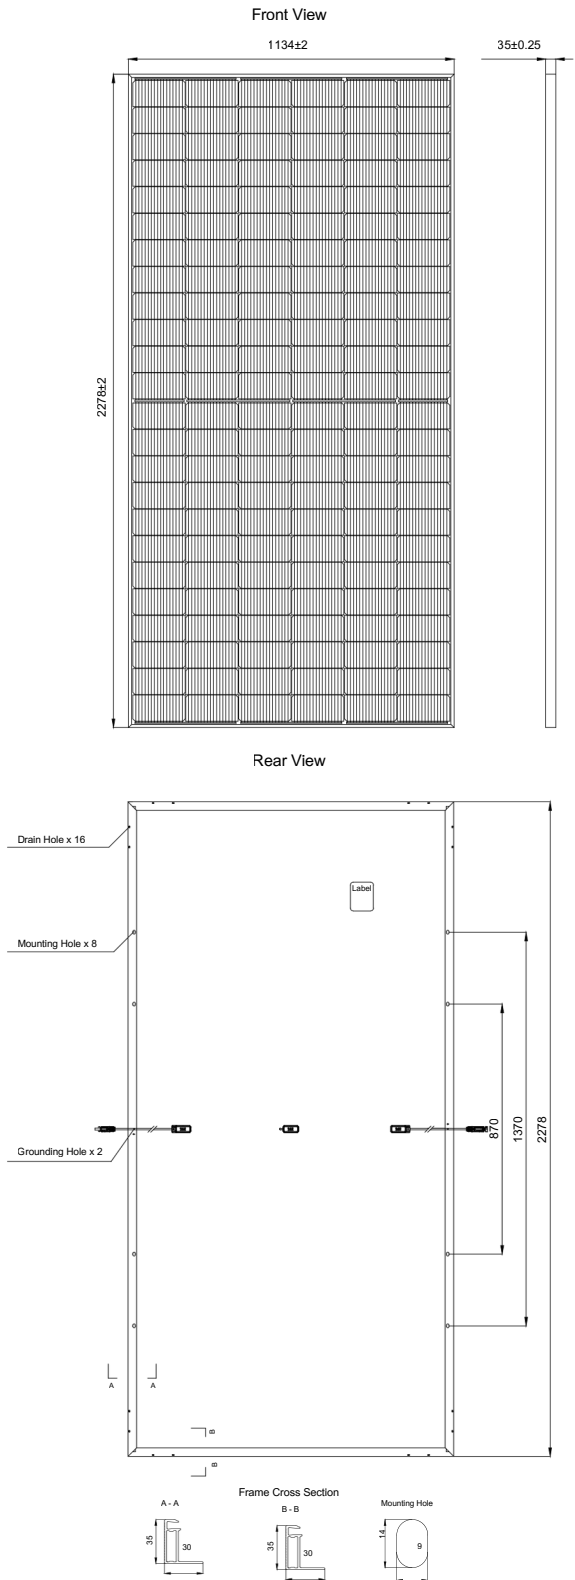 Front View
1134±2
35±0.25
2278±2
Rear View
Drain Hole x 16
Label
Mounting Hole x 8
Grounding Hole x 2
870
1370
2278
A
A
B
B
Frame Cross Section
A - A
B - B
Mounting Hole
35
30
35
30
14
9